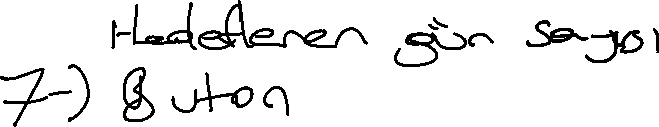 Hedeflenen gün sayısı
7-) Buton